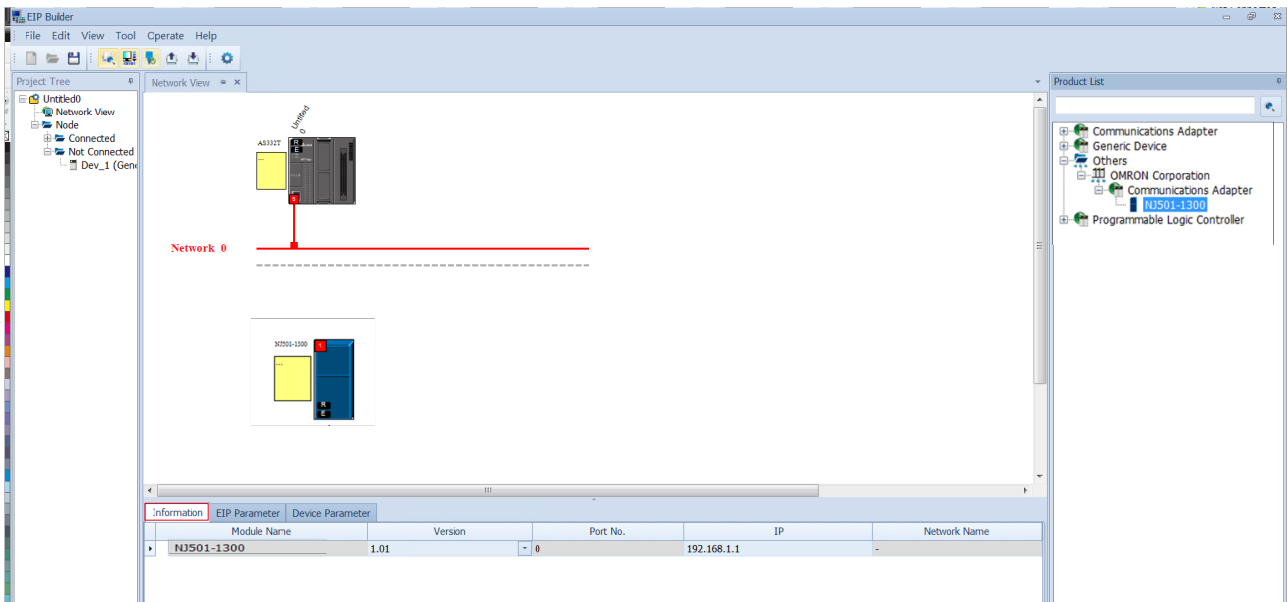 EIP Builder
File Edit View Tool Operate Help
Project Tree
Untitled0
Network View
Node
Connected
Not Connected
Dev_1 (Gene
Network View
Untitled
0
AS332T
R
E
3
Network 0
NJ501-1300
1
R
E
Product List
Communications Adapter
Generic Device
Others
OMRON Corporation
Communications Adapter
NJ501-1300
Programmable Logic Controller
Information EIP Parameter Device Parameter
Module Name Version Port No. IP Network Name
NJ501-1300 1.01 0 192.168.1.1 -